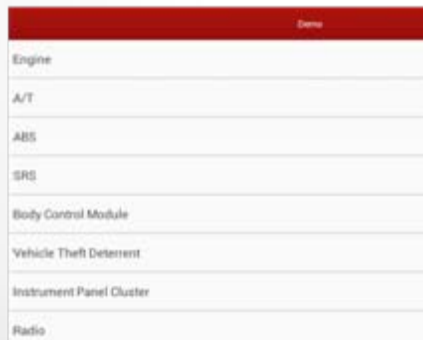 Demo
Engine
A/T
ABS
SRS
Body Control Module
Vehicle Theft Deterrent
Instrument Panel Cluster
Radio